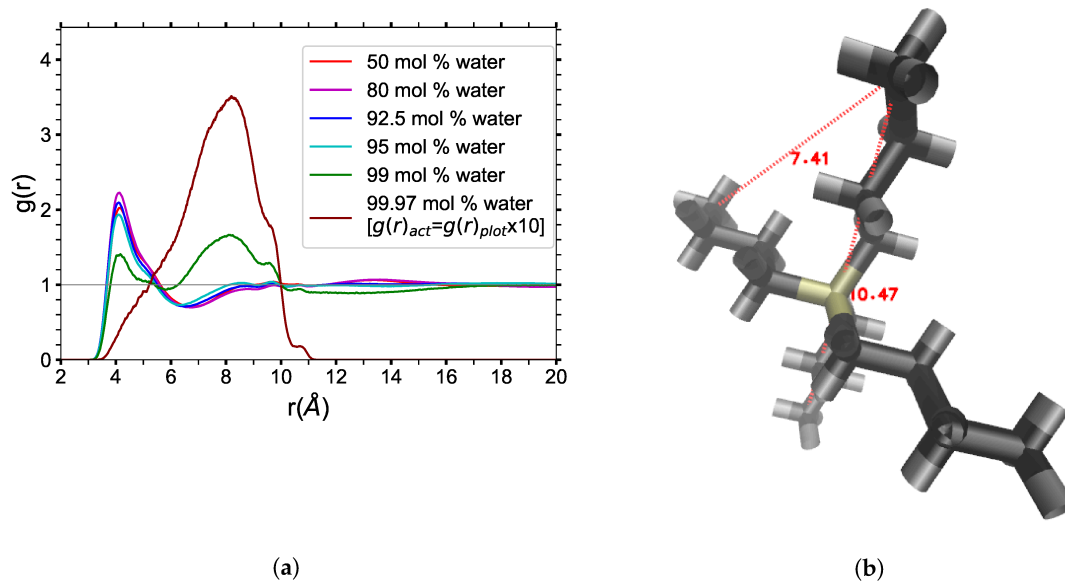 4
3
2
1
0
g(r)
2 4 6 8 10 12 14 16 18 20
r(Å)
50 mol % water
80 mol % water
92.5 mol % water
95 mol % water
99 mol % water
99.97 mol % water
[g(r)act=g(r)plotx10]
(a)
7.41
10.47
(b)